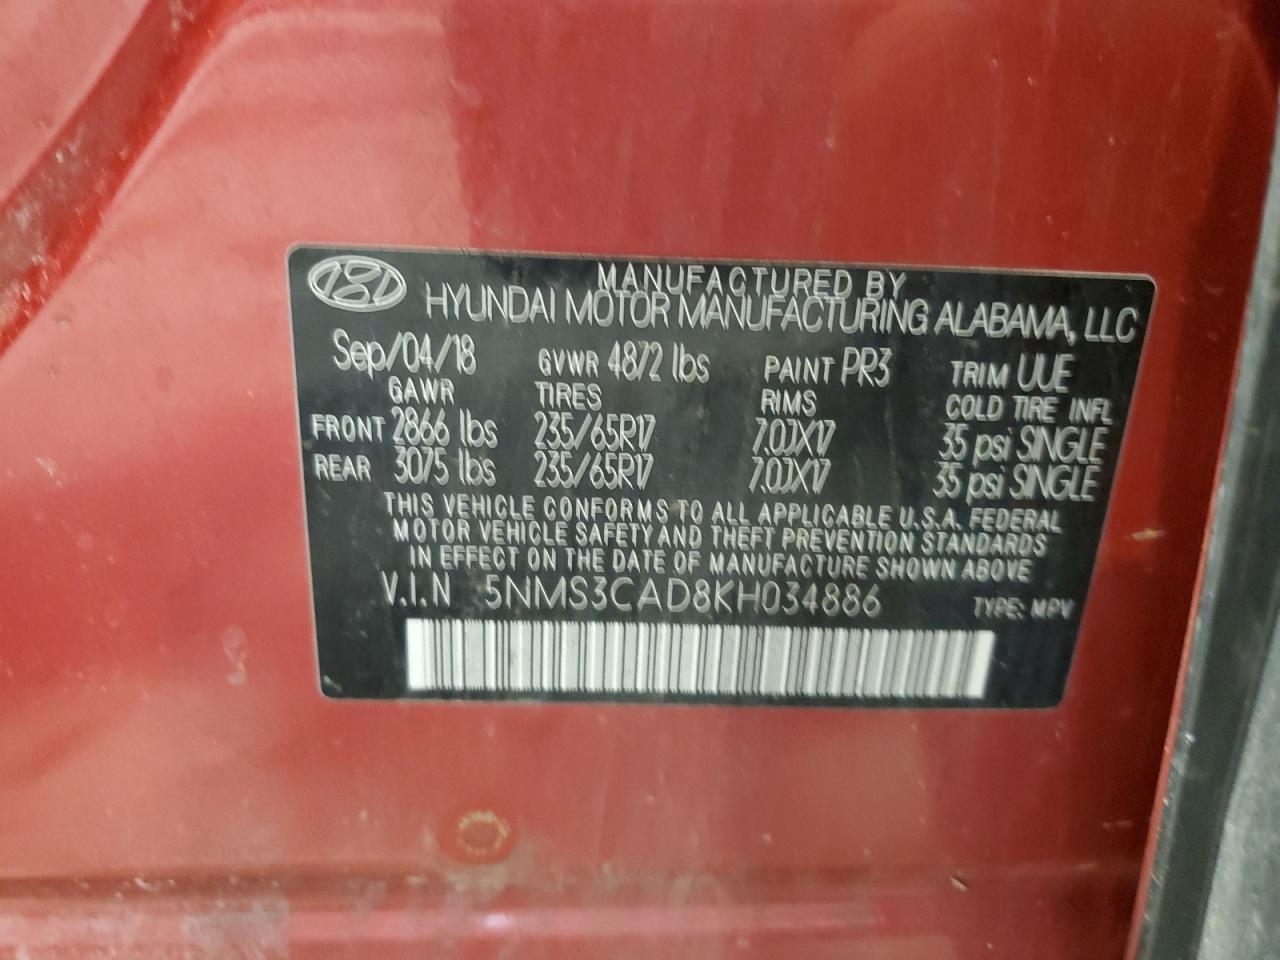 MANUFACTURED BY
HYUNDAI MOTOR MANUFACTURING ALABAMA, LLC
Sep/04/18 GVWR 4872 lbs PAINT PR3 TRIM UUE
GAWR TIRES RIMS COLD TIRE INFL
FRONT 2866 lbs 235/65R17 7.0JX17 35 psi SINGLE
REAR 3075 lbs 235/65R17 7.0JX17 35 psi SINGLE
THIS VEHICLE CONFORMS TO ALL APPLICABLE U.S.A. FEDERAL
MOTOR VEHICLE SAFETY AND THEFT PREVENTION STANDARDS
IN EFFECT ON THE DATE OF MANUFACTURE SHOWN ABOVE
V.I.N 5NMS3CAD8KH034886 TYPE: MPV